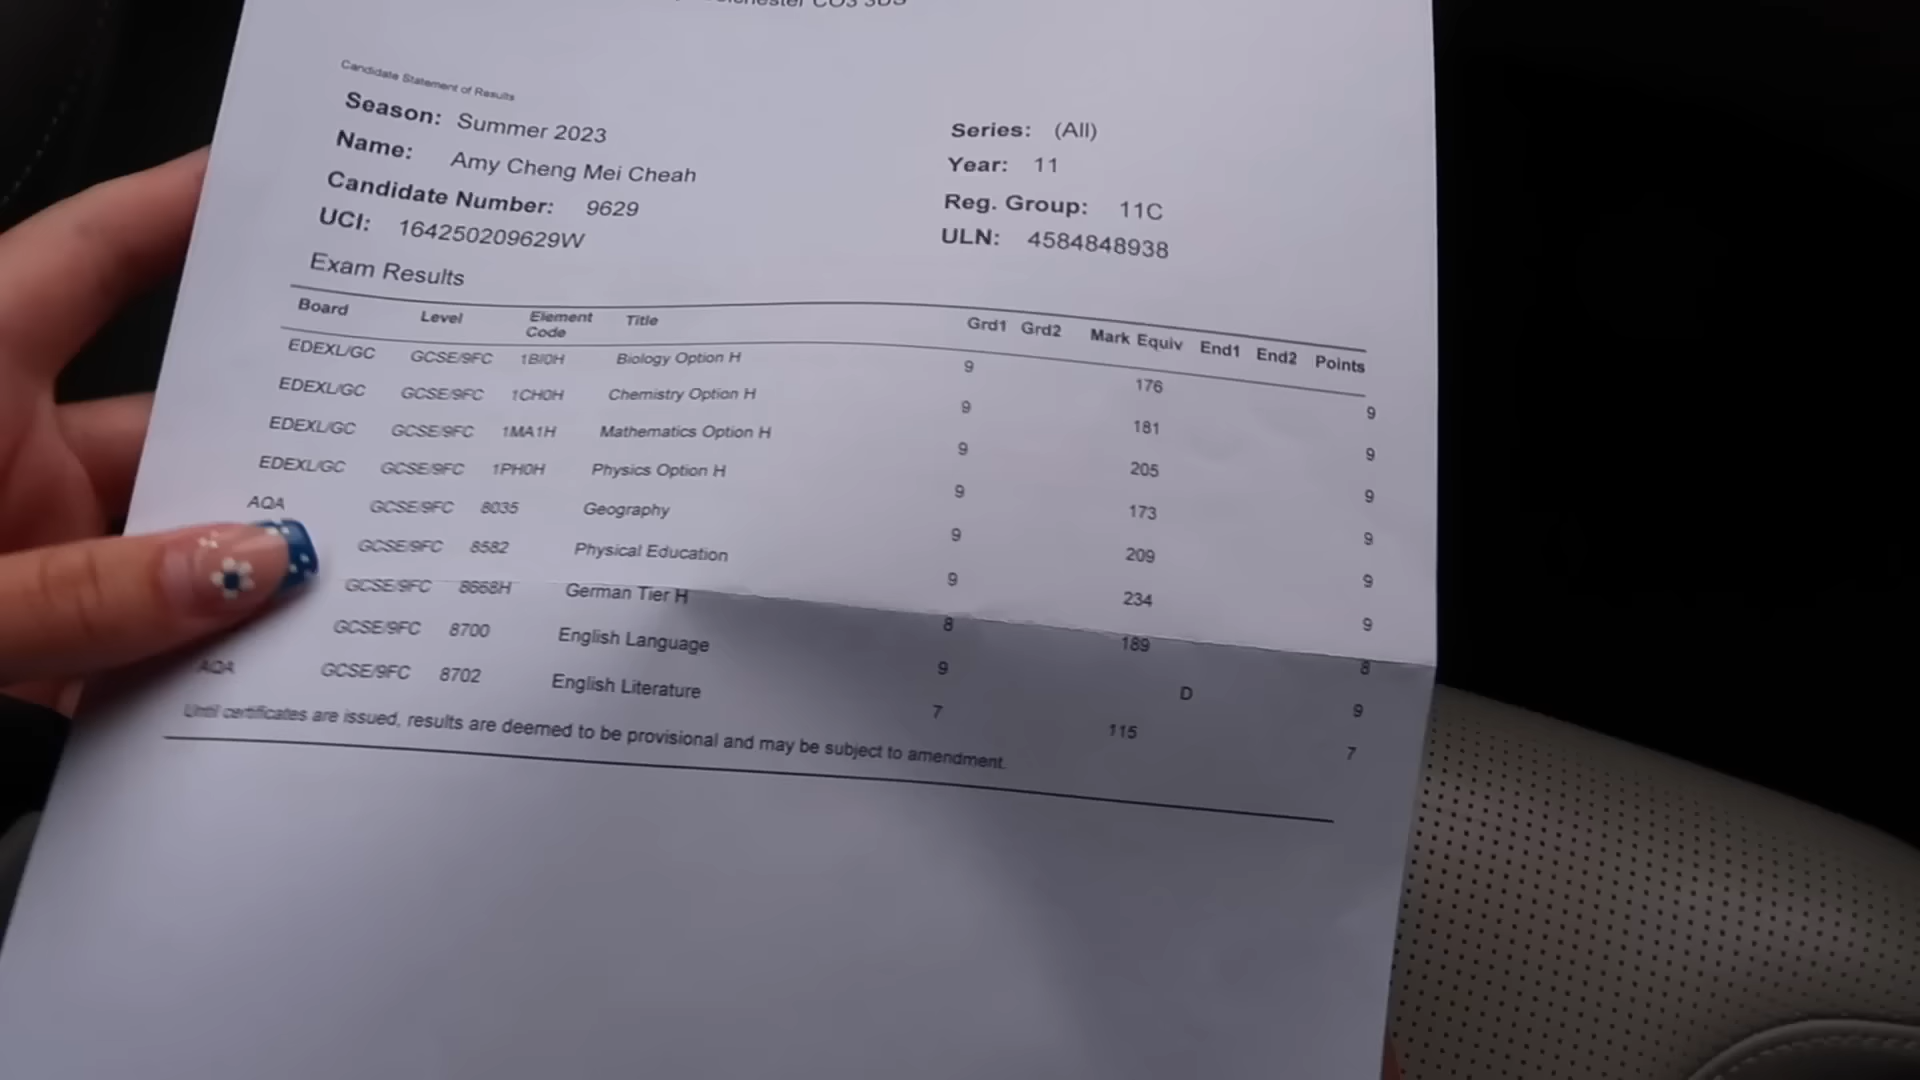 CO3 3US
Candidate Statement of Results
Season: Summer 2023
Name: Amy Cheng Mei Cheah
Candidate Number: 9629
UCI: 164250209629W
Series: (All)
Year: 11
Reg. Group: 11C
ULN: 4584848938
Exam Results
Board Level Element Code Title Grd1 Grd2 Mark Equiv End1 End2 Points
EDEXL/GC GCSE/9FC 1BI0H Biology Option H 9 176 9
EDEXL/GC GCSE/9FC 1CH0H Chemistry Option H 9 181 9
EDEXL/GC GCSE/9FC 1MA1H Mathematics Option H 9 205 9
EDEXL/GC GCSE/9FC 1PH0H Physics Option H 9 173 9
AQA GCSE/9FC 8035 Geography 9 209 9
GCSE/9FC 8582 Physical Education 9 234 9
GCSE/9FC 8668H German Tier H 8 189 8
GCSE/9FC 8700 English Language 9 D 9
AQA GCSE/9FC 8702 English Literature 7 115 7
Until certificates are issued, results are deemed to be provisional and may be subject to amendment.